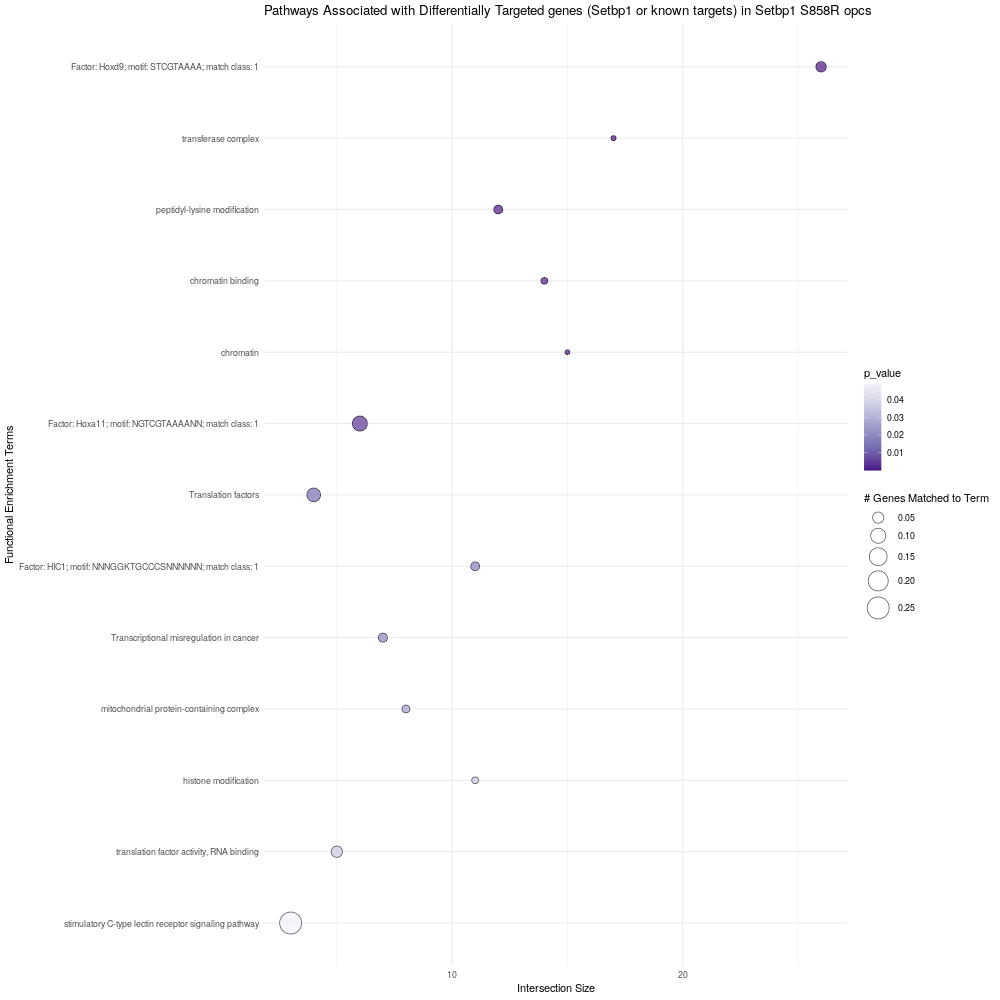 Pathways Associated with Differentially Targeted genes (Setbp1 or known targets) in Setbp1 S858R opcs
Factor: Hoxd9; motif: STCGTAAAA; match class: 1
transferase complex
peptidyl-lysine modification
chromatin binding
chromatin
Factor: Hoxa11; motif: NGTCGTAAAANN; match class: 1
Translation factors
Factor: HIC1; motif: NNNGGKTGCCCSNNNNNN; match class: 1
Transcriptional misregulation in cancer
mitochondrial protein-containing complex
histone modification
translation factor activity, RNA binding
stimulatory C-type lectin receptor signaling pathway
Functional Enrichment Terms
10
20
Intersection Size
p_value
0.04
0.03
0.02
0.01
# Genes Matched to Term
0.05
0.10
0.15
0.20
0.25